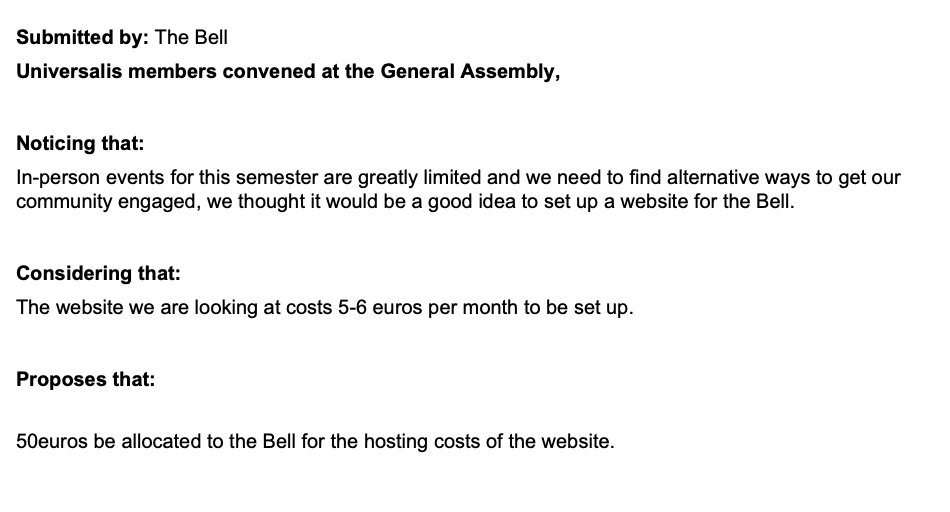 Submitted by: The Bell
Universalis members convened at the General Assembly,
Noticing that:
In-person events for this semester are greatly limited and we need to find alternative ways to get our
community engaged, we thought it would be a good idea to set up a website for the Bell.
Considering that:
The website we are looking at costs 5-6 euros per month to be set up.
Proposes that:
50euros be allocated to the Bell for the hosting costs of the website.